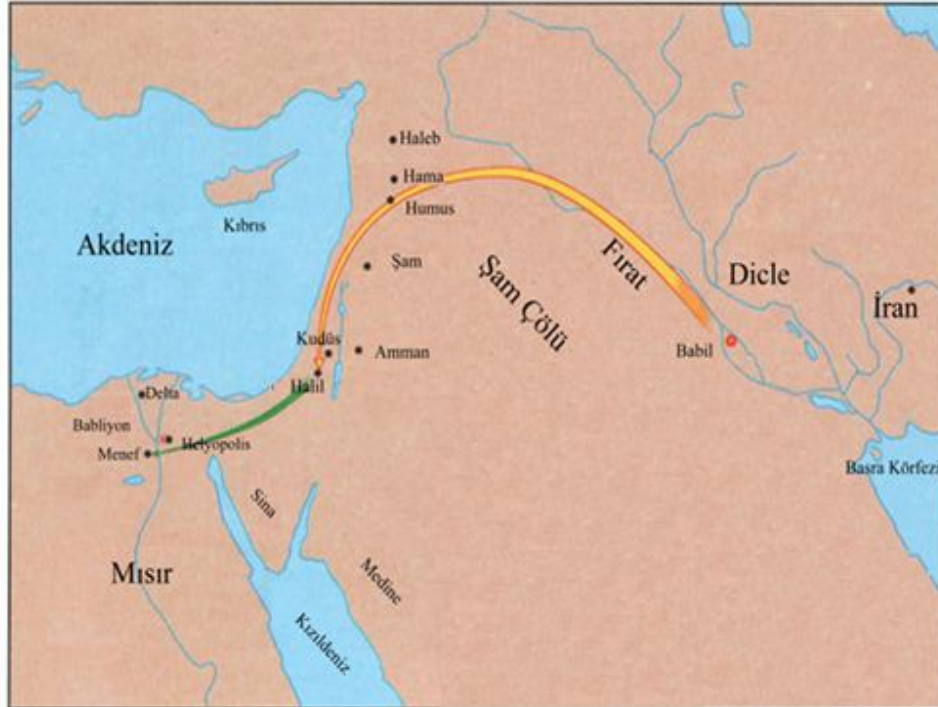 Haleb
Hama
Humus
Kıbrıs
Akdeniz
Şam
Şam Çölü
Fırat
Dicle
İran
Kudüs
Amman
Babil
Halil
Delta
Babliyon
Helyopolis
Menef
Basra Körfezi
Sina
Mısır
Medine
Kızıldeniz